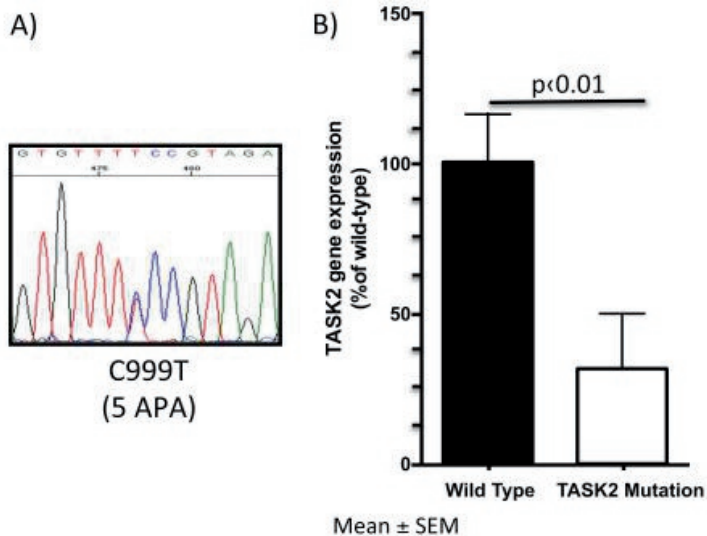 A)
G T G T T T T C C G T A G A
475 480
C999T
(5 APA)
B)
TASK2 gene expression
(%of wild-type)
150
100
50
0
p<0.01
Wild Type TASK2 Mutation
Mean ± SEM